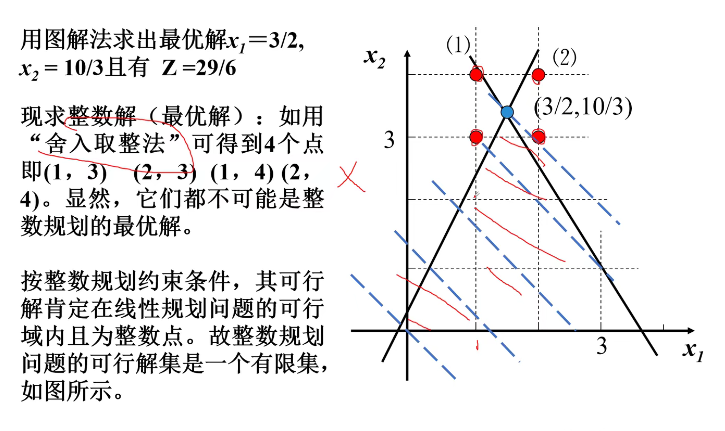 用图解法求出最优解x₁＝3/2,
x₂ = 10/3且有 Z =29/6
现求整数解（最优解）：如用
“舍入取整法”可得到4个点
即(1，3) (2，3) (1，4) (2，
4)。显然，它们都不可能是整
数规划的最优解。
按整数规划约束条件，其可行
解肯定在线性规划问题的可行
域内且为整数点。故整数规划
问题的可行解集是一个有限集，
如图所示。
x₂
⑴
⑵
(3/2,10/3)
3
3
x₁